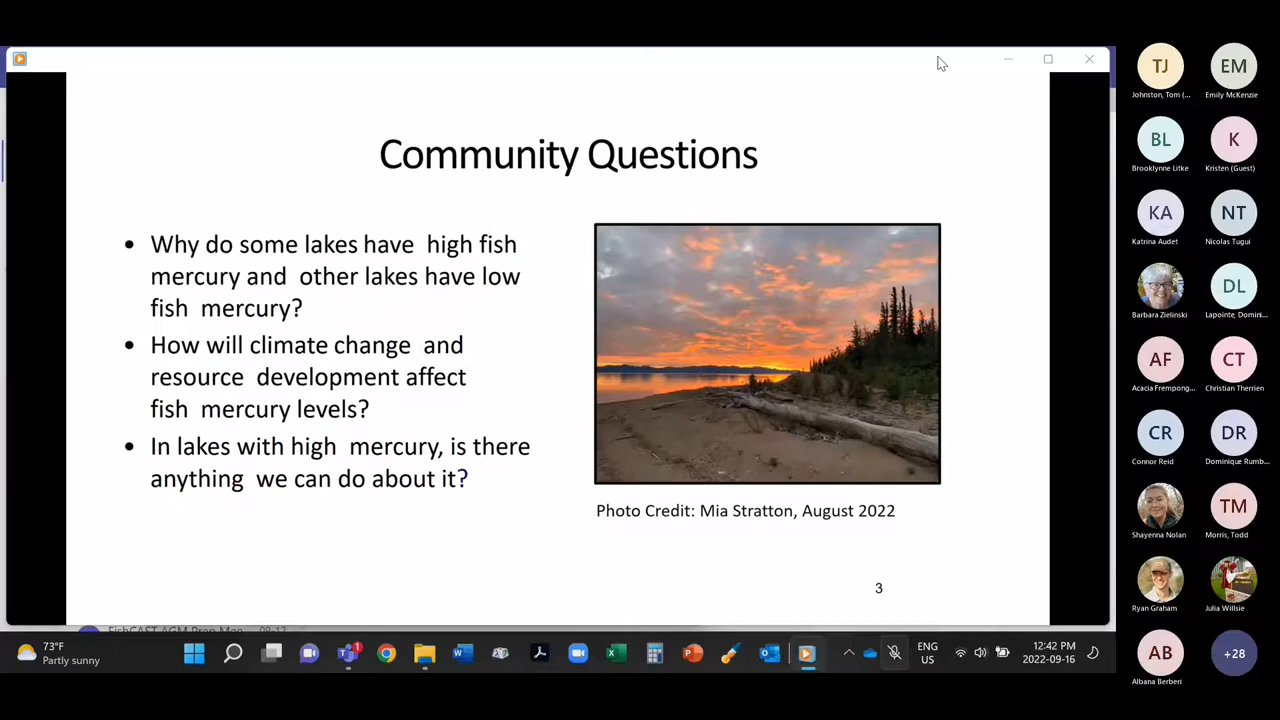 Community Questions
• Why do some lakes have high fish
mercury and other lakes have low
fish mercury?
• How will climate change and
resource development affect
fish mercury levels?
• In lakes with high mercury, is there
anything we can do about it?
Photo Credit: Mia Stratton, August 2022
3
TJ
Johnston, Tom (...
EM
Emily McKenzie
BL
Brooklynne Litke
K
Kristen (Guest)
KA
Katrina Audet
NT
Nicolas Tugui
Barbara Zielinski
DL
Lapointe, Domini...
AF
Acacia Frempong...
CT
Christian Therrien
CR
Connor Reid
DR
Dominique Rumb...
Shayenna Nolan
TM
Morris, Todd
Ryan Graham
Julia Willsie
AB
Albana Berberi
+28
73°F
Partly sunny
1
ENG
US
12:42 PM
2022-09-16